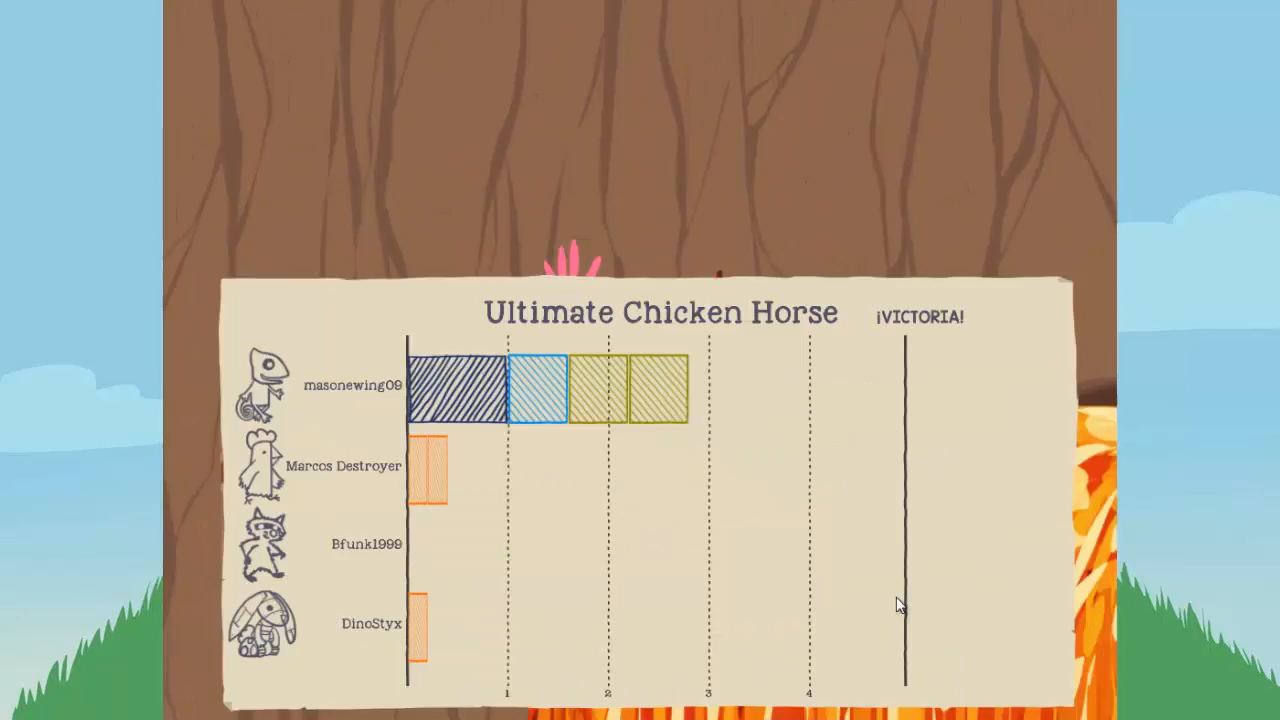 Ultimate Chicken Horse ¡VICTORIA!
masonewing09
Marcos Destroyer
Bfunk1999
DinoStyx
1 2 3 4